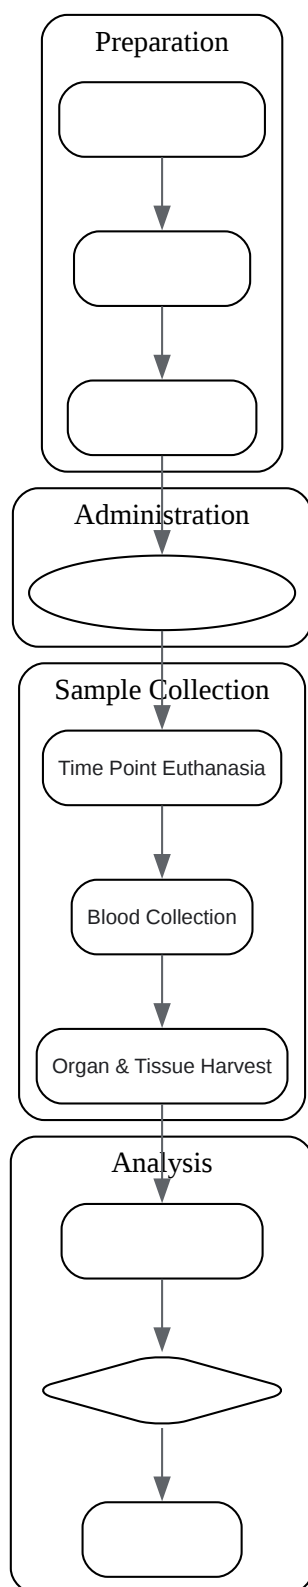 Preparation
Administration
Sample Collection
Time Point Euthanasia
Blood Collection
Organ & Tissue Harvest
Analysis